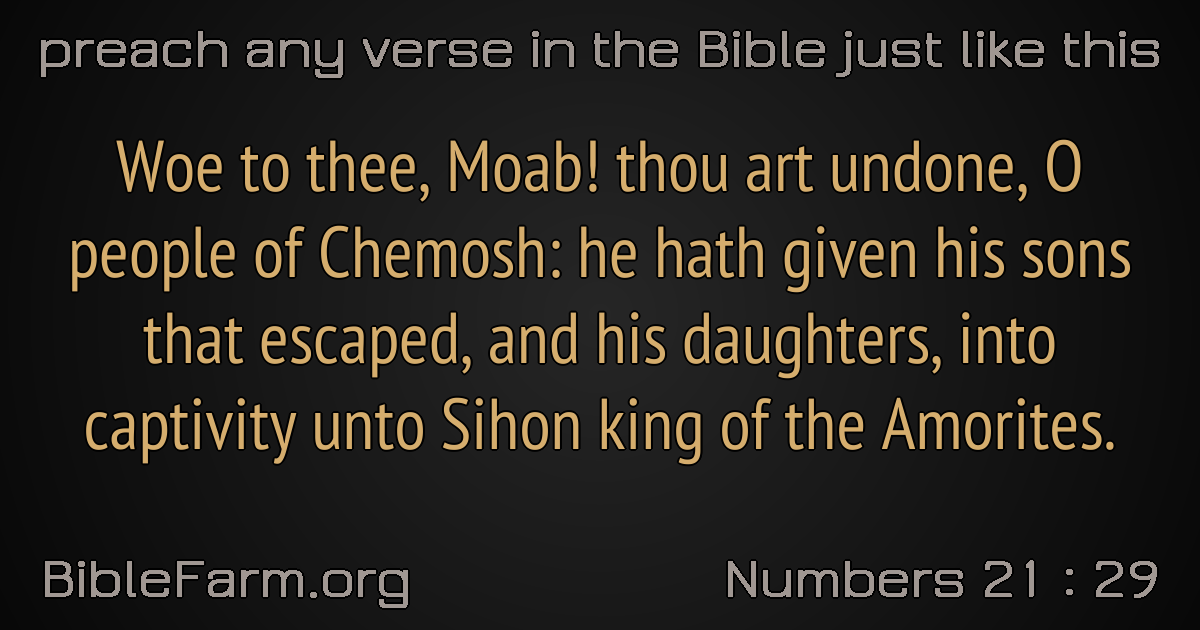 preach any verse in the Bible just like this
Woe to thee, Moab! thou art undone, O
people of Chemosh: he hath given his sons
that escaped, and his daughters, into
captivity unto Sihon king of the Amorites.
BibleFarm.org
Numbers 21 : 29